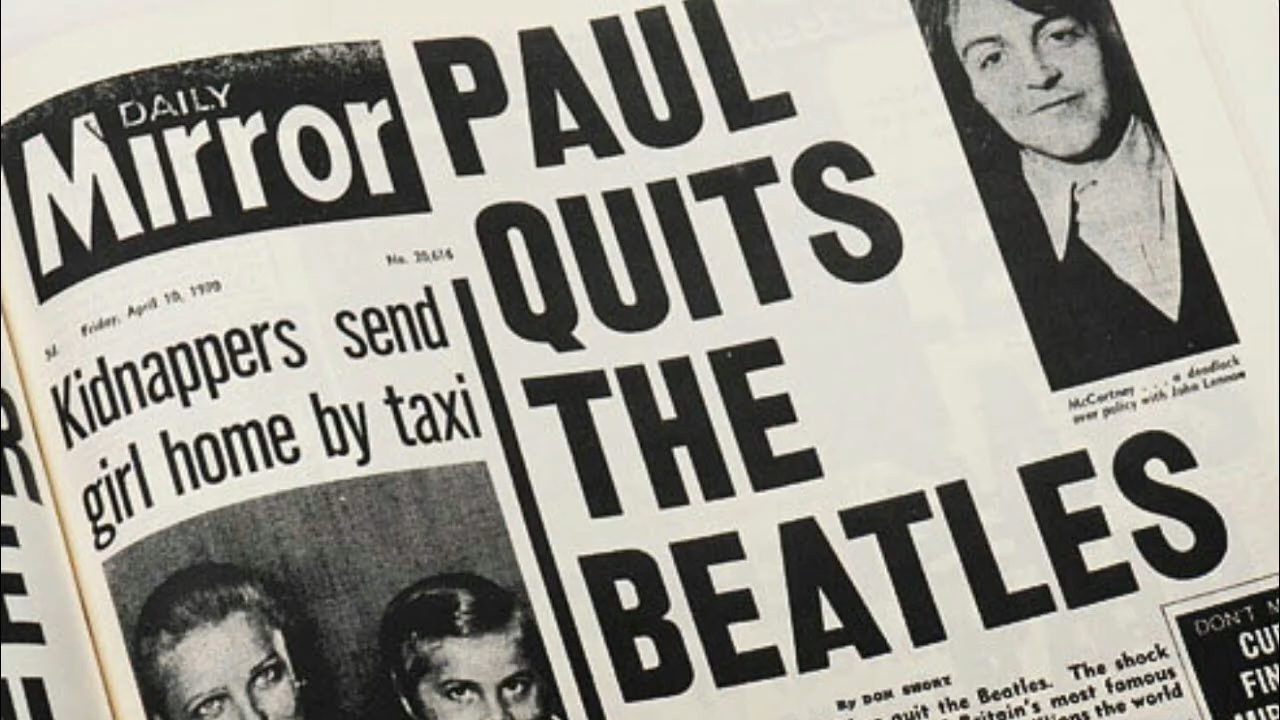 DAILY
Mirror
5d. Friday, April 10, 1970
No. 20,616
Kidnappers send
girl home by taxi
PAUL
QUITS
THE
BEATLES
McCartney . . . a deadlock
over policy with John Lennon
By DON SHORT
quit the Beatles. The shock
Britain's most famous
the world
DON'T